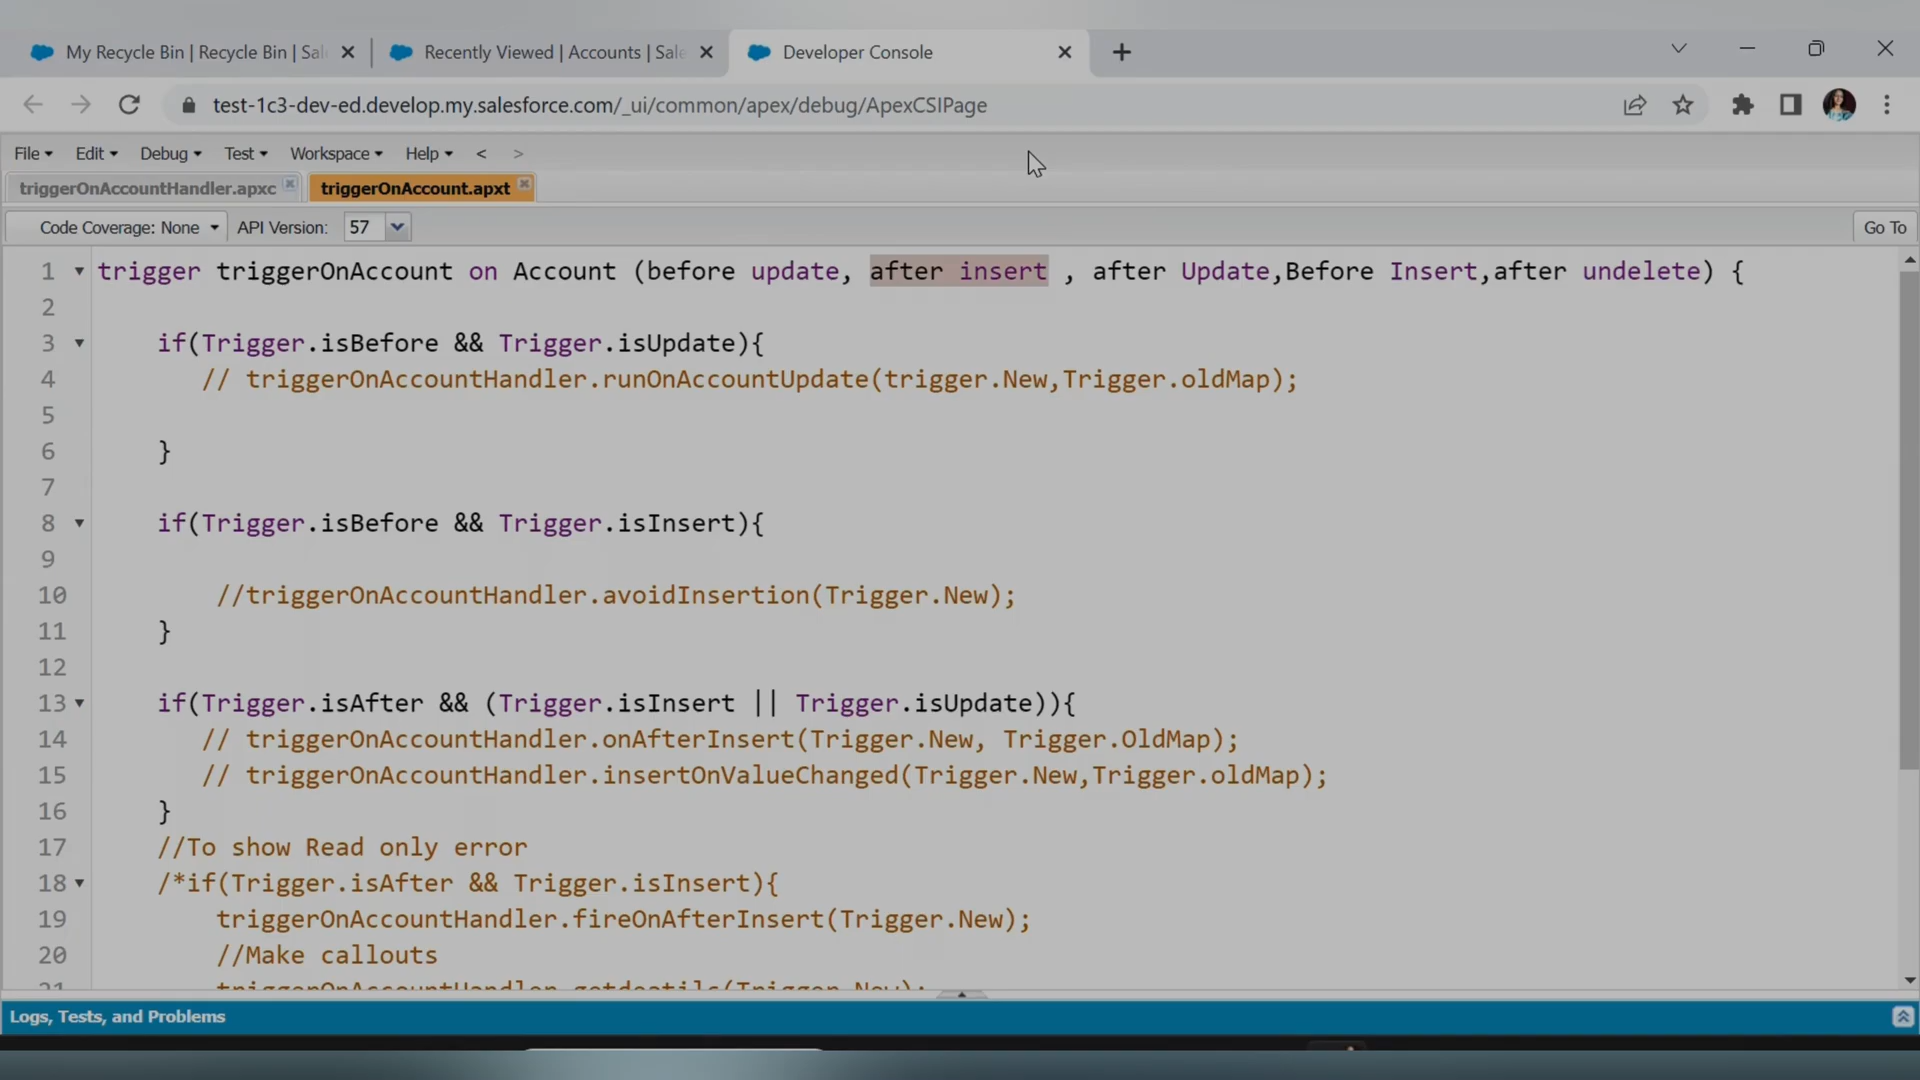 My Recycle Bin | Recycle Bin | Sal
Recently Viewed | Accounts | Sale
Developer Console
test-1c3-dev-ed.develop.my.salesforce.com/_ui/common/apex/debug/ApexCSIPage
File Edit Debug Test Workspace Help < >
triggerOnAccountHandler.apxc triggerOnAccount.apxt
Code Coverage: None API Version: 57 Go To
1 trigger triggerOnAccount on Account (before update, after insert , after Update,Before Insert,after undelete) {
2
3 if(Trigger.isBefore && Trigger.isUpdate){
4 // triggerOnAccountHandler.runOnAccountUpdate(trigger.New,Trigger.oldMap);
5
6 }
7
8 if(Trigger.isBefore && Trigger.isInsert){
9
10 //triggerOnAccountHandler.avoidInsertion(Trigger.New);
11 }
12
13 if(Trigger.isAfter && (Trigger.isInsert || Trigger.isUpdate)){
14 // triggerOnAccountHandler.onAfterInsert(Trigger.New, Trigger.OldMap);
15 // triggerOnAccountHandler.insertOnValueChanged(Trigger.New,Trigger.oldMap);
16 }
17 //To show Read only error
18 /*if(Trigger.isAfter && Trigger.isInsert){
19 triggerOnAccountHandler.fireOnAfterInsert(Trigger.New);
20 //Make callouts
21 triggerOnAccountHandler.getdeatils(Trigger.New);
Logs, Tests, and Problems